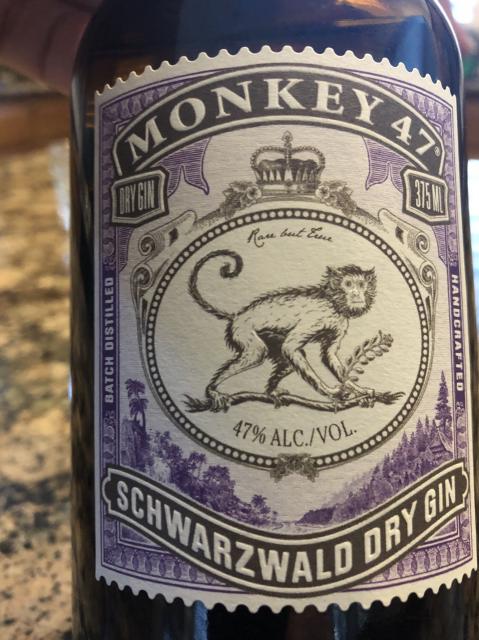 MONKEY 47®
DRY GIN
375 ML
Rare but True
BATCH DISTILLED
HANDCRAFTED
47% ALC./VOL.
SCHWARZWALD DRY GIN